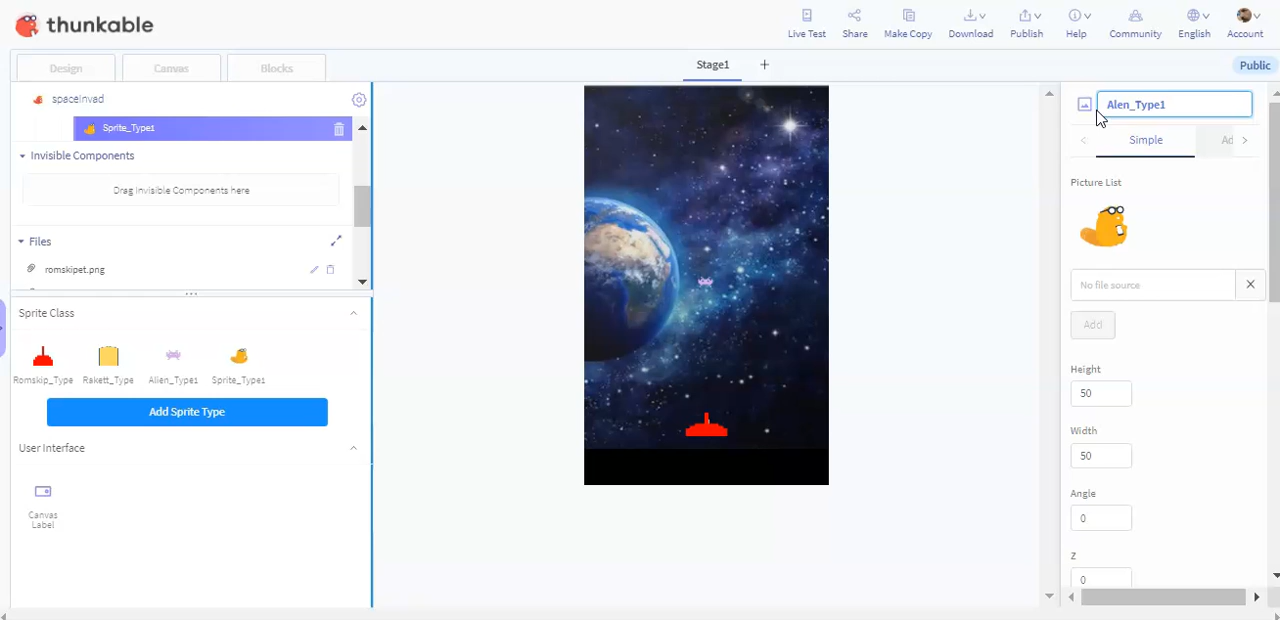 thunkable
Live Test
Share
Make Copy
Download
Publish
Help
Community
English
Account
Design
Canvas
Blocks
Stage1
+
Public
spaceInvad
Sprite_Type1
Invisible Components
Drag Invisible Components here
Files
romskipet.png
Sprite Class
Romskip_Type
Rakett_Type
Alien_Type1
Sprite_Type1
Add Sprite Type
User Interface
Canvas
Label
Alen_Type1
Simple
Ad
Picture List
No file source
Add
Height
50
Width
50
Angle
0
Z
0